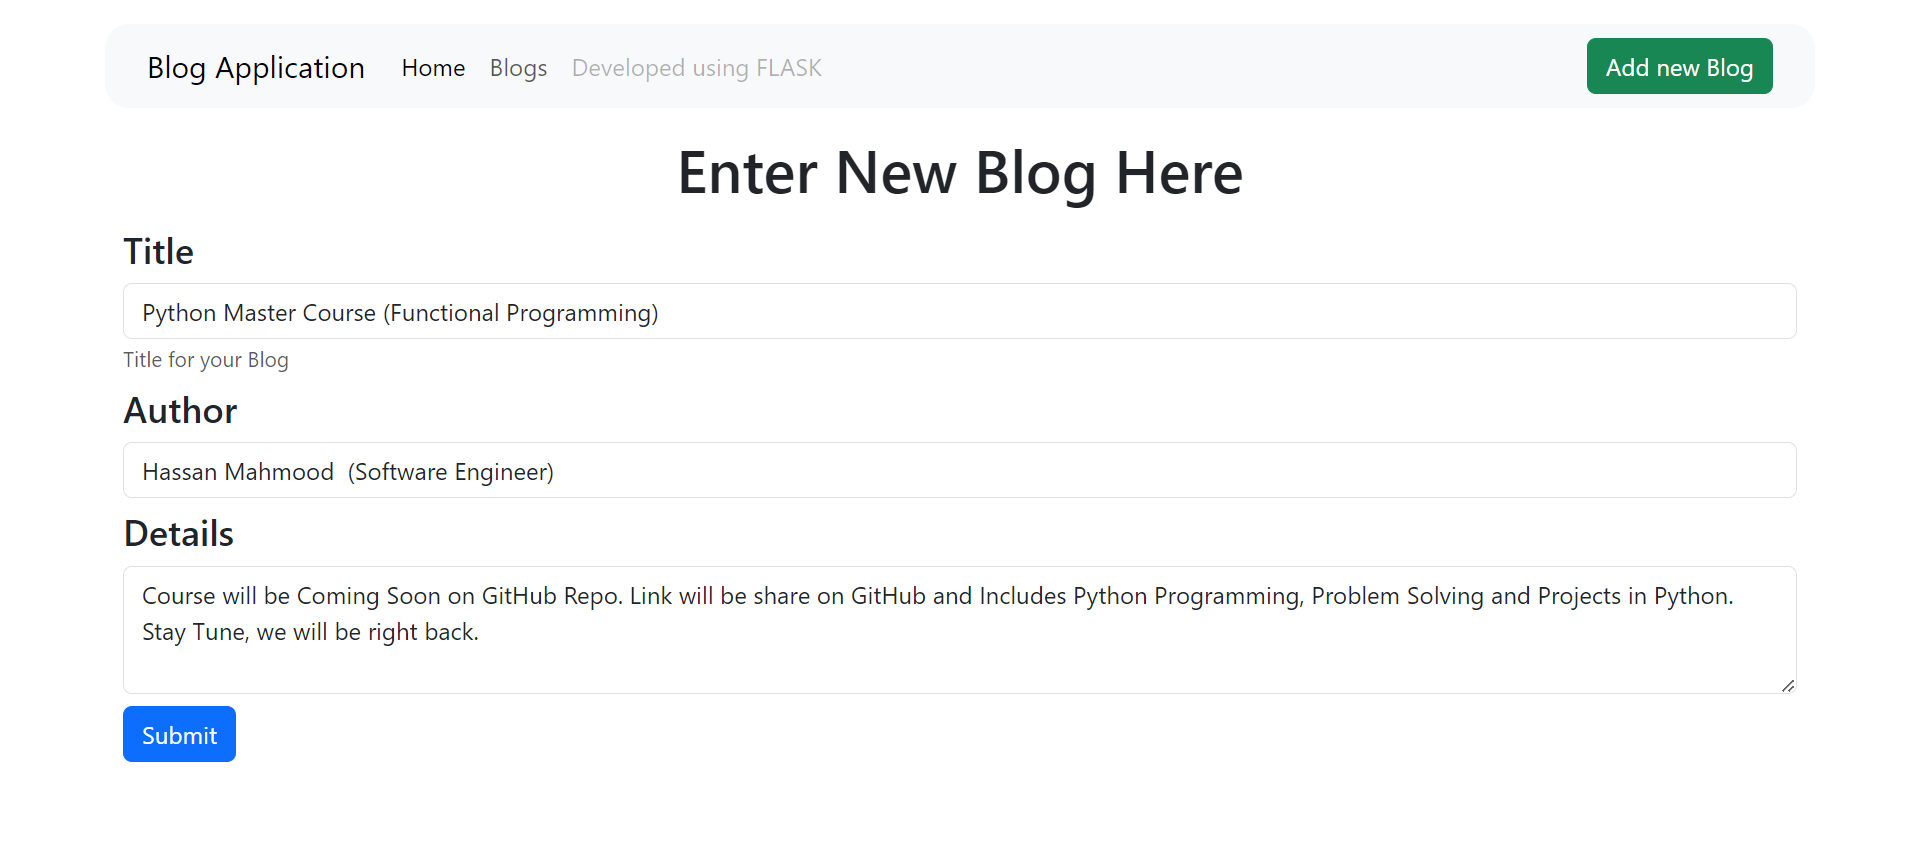 Blog Application Home Blogs Developed using FLASK Add new Blog
Enter New Blog Here
Title
Python Master Course (Functional Programming)
Title for your Blog
Author
Hassan Mahmood  (Software Engineer)
Details
Course will be Coming Soon on GitHub Repo. Link will be share on GitHub and Includes Python Programming, Problem Solving and Projects in Python.
Stay Tune, we will be right back.
Submit